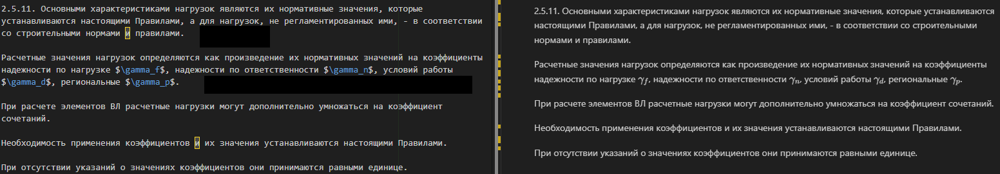 2.5.11. Основными характеристиками нагрузок являются их нормативные значения, которые
устанавливаются настоящими Правилами, а для нагрузок, не регламентированных ими, - в соответствии
со строительными нормами и правилами.
Расчетные значения нагрузок определяются как произведение их нормативных значений на коэффициенты
надежности по нагрузке $\gamma_f$, надежности по ответственности $\gamma_n$, условий работы
$\gamma_d$, региональные $\gamma_p$.
При расчете элементов ВЛ расчетные нагрузки могут дополнительно умножаться на коэффициент
сочетаний.
Необходимость применения коэффициентов и их значения устанавливаются настоящими Правилами.
При отсутствии указаний о значениях коэффициентов они принимаются равными единице.
2.5.11. Основными характеристиками нагрузок являются их нормативные значения, которые устанавливаются
настоящими Правилами, а для нагрузок, не регламентированных ими, - в соответствии со строительными
нормами и правилами.
Расчетные значения нагрузок определяются как произведение их нормативных значений на коэффициенты
надежности по нагрузке γf, надежности по ответственности γn, условий работы γd, региональные γp.
При расчете элементов ВЛ расчетные нагрузки могут дополнительно умножаться на коэффициент сочетаний.
Необходимость применения коэффициентов и их значения устанавливаются настоящими Правилами.
При отсутствии указаний о значениях коэффициентов они принимаются равными единице.